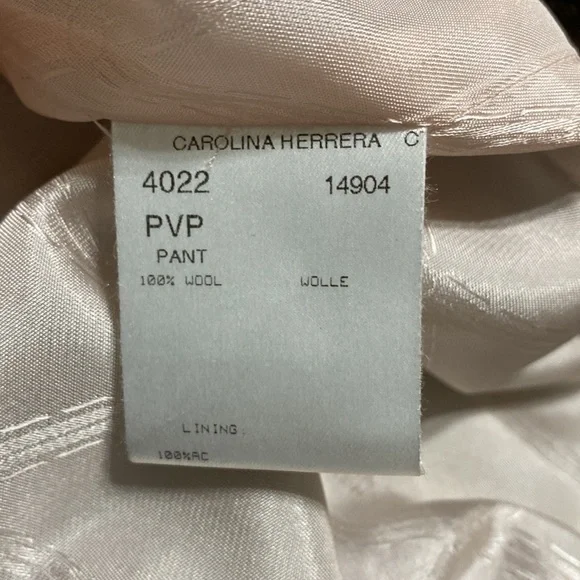 CAROLINA HERRERA C
4022 14904
PVP
PANT
100% WOOL WOLLE
LINING
100%AC